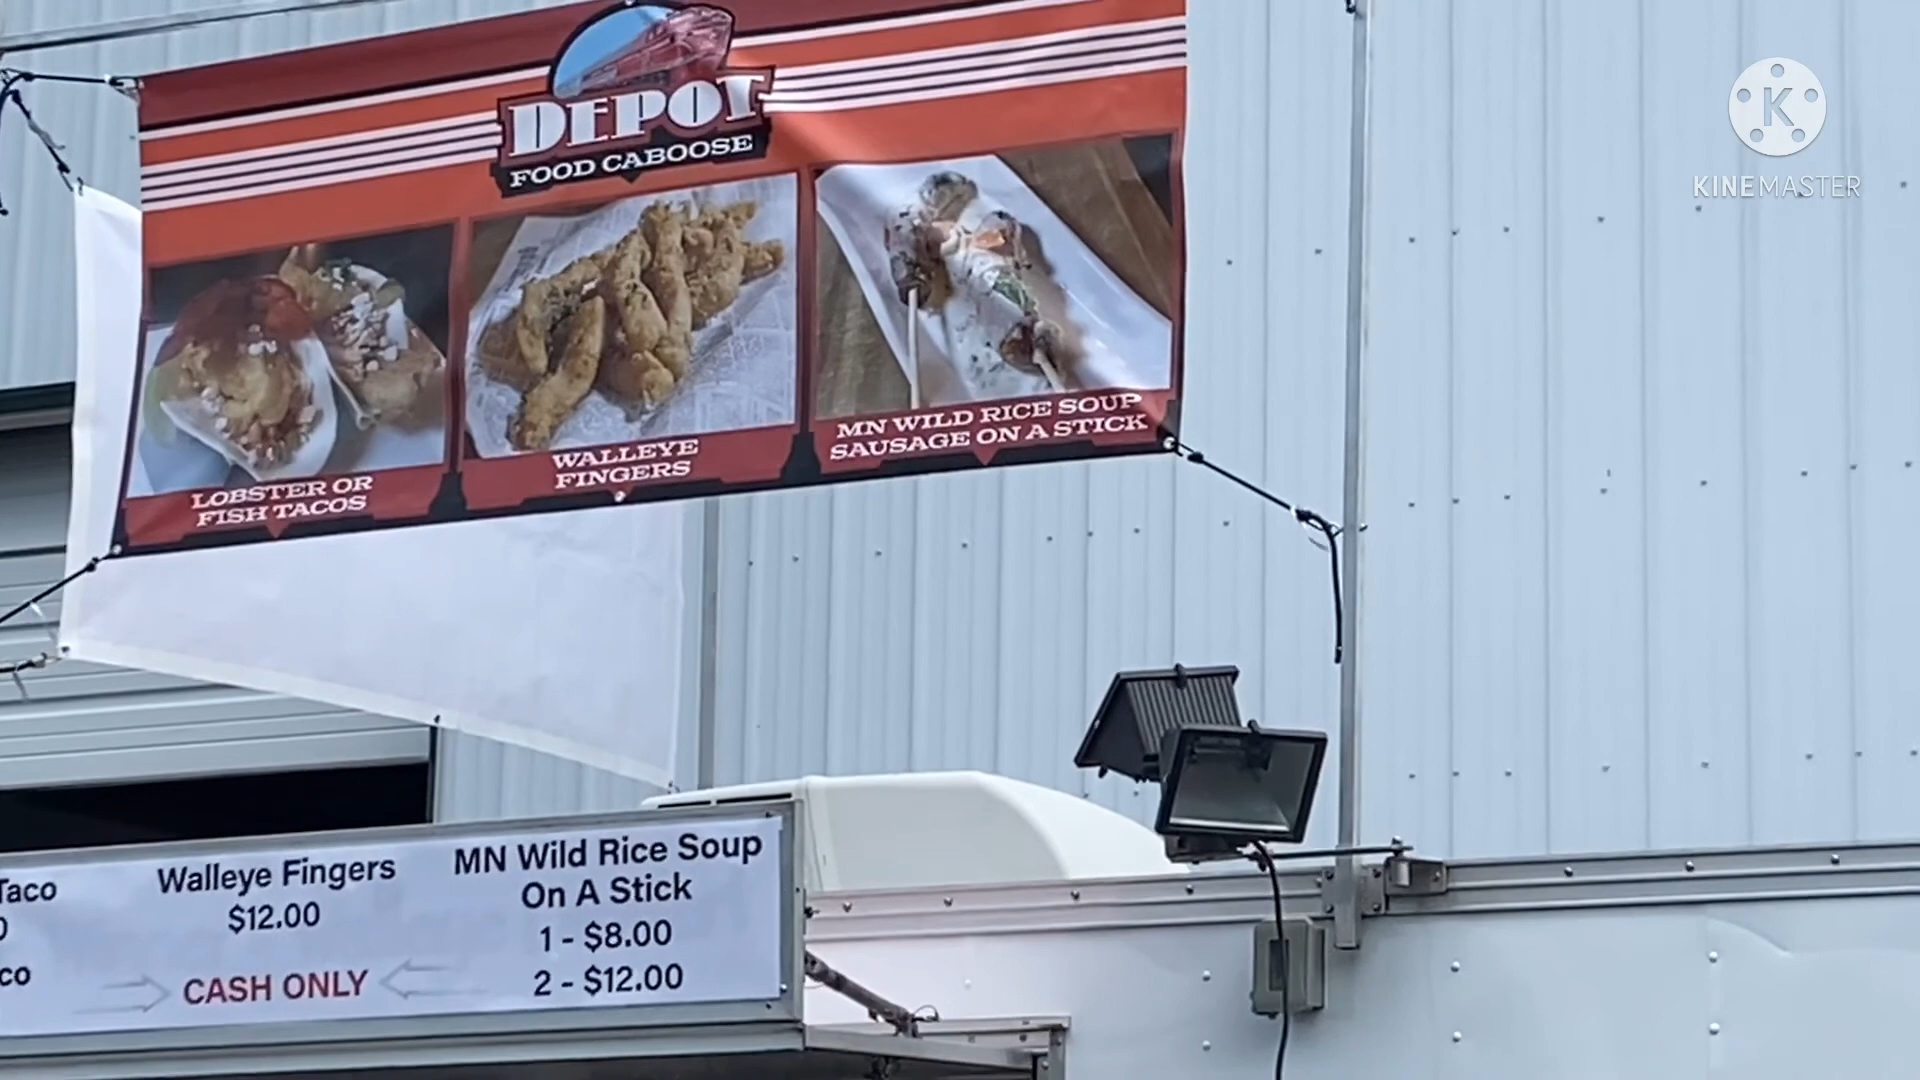 DEPOT
FOOD CABOOSE
LOBSTER OR
FISH TACOS
WALLEYE
FINGERS
MN WILD RICE SOUP
SAUSAGE ON A STICK
K
KINEMASTER
Taco
Walleye Fingers
$12.00
CASH ONLY
MN Wild Rice Soup
On A Stick
1 - $8.00
2 - $12.00